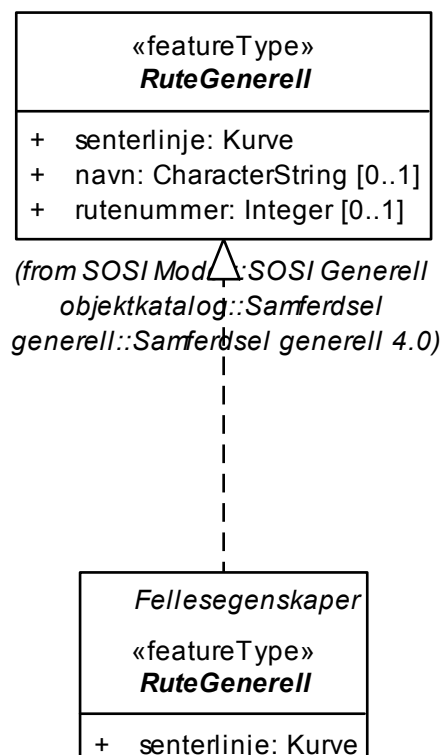 «featureType»
RuteGenerell
+ senterlinje: Kurve
+ navn: CharacterString [0..1]
+ rutenummer: Integer [0..1]
(from SOSI :SOSI Generell
objektkatalog::Samferdsel
generell::Samferdsel generell 4.0)
Fellesegenskaper
«featureType»
RuteGenerell
+ senterlinje: Kurve